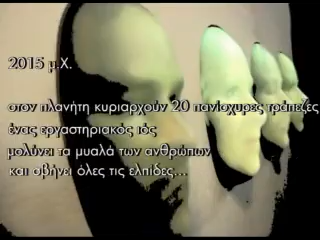 2015 μ.Χ.
στον πλανήτη κυριαρχούν 20 πανίσχυρες τράπεζες
ένας εργαστηριακός ιός
μολύνει τα μυαλά των ανθρώπων
και σβήνει όλες τις ελπίδες...